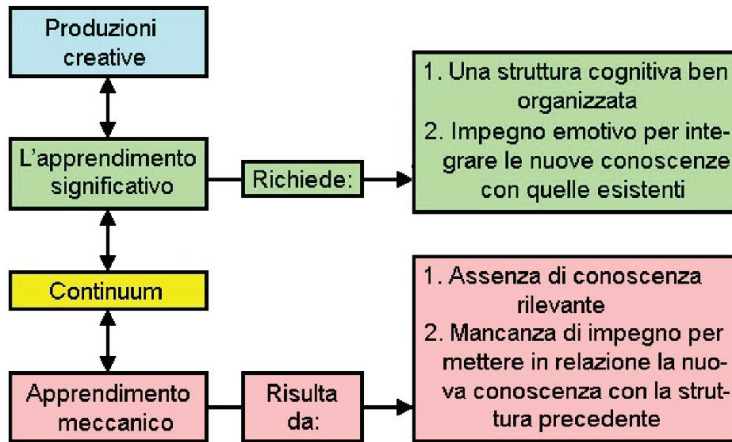 Produzioni
creative
L'apprendimento
significativo
Richiede:
1. Una struttura cognitiva ben
organizzata
2. Impegno emotivo per inte-
grare le nuove conoscenze
con quelle esistenti
Continuum
Apprendimento
meccanico
Risulta
da:
1. Assenza di conoscenza
rilevante
2. Mancanza di impegno per
mettere in relazione la nuo-
va conoscenza con la strut-
tura precedente